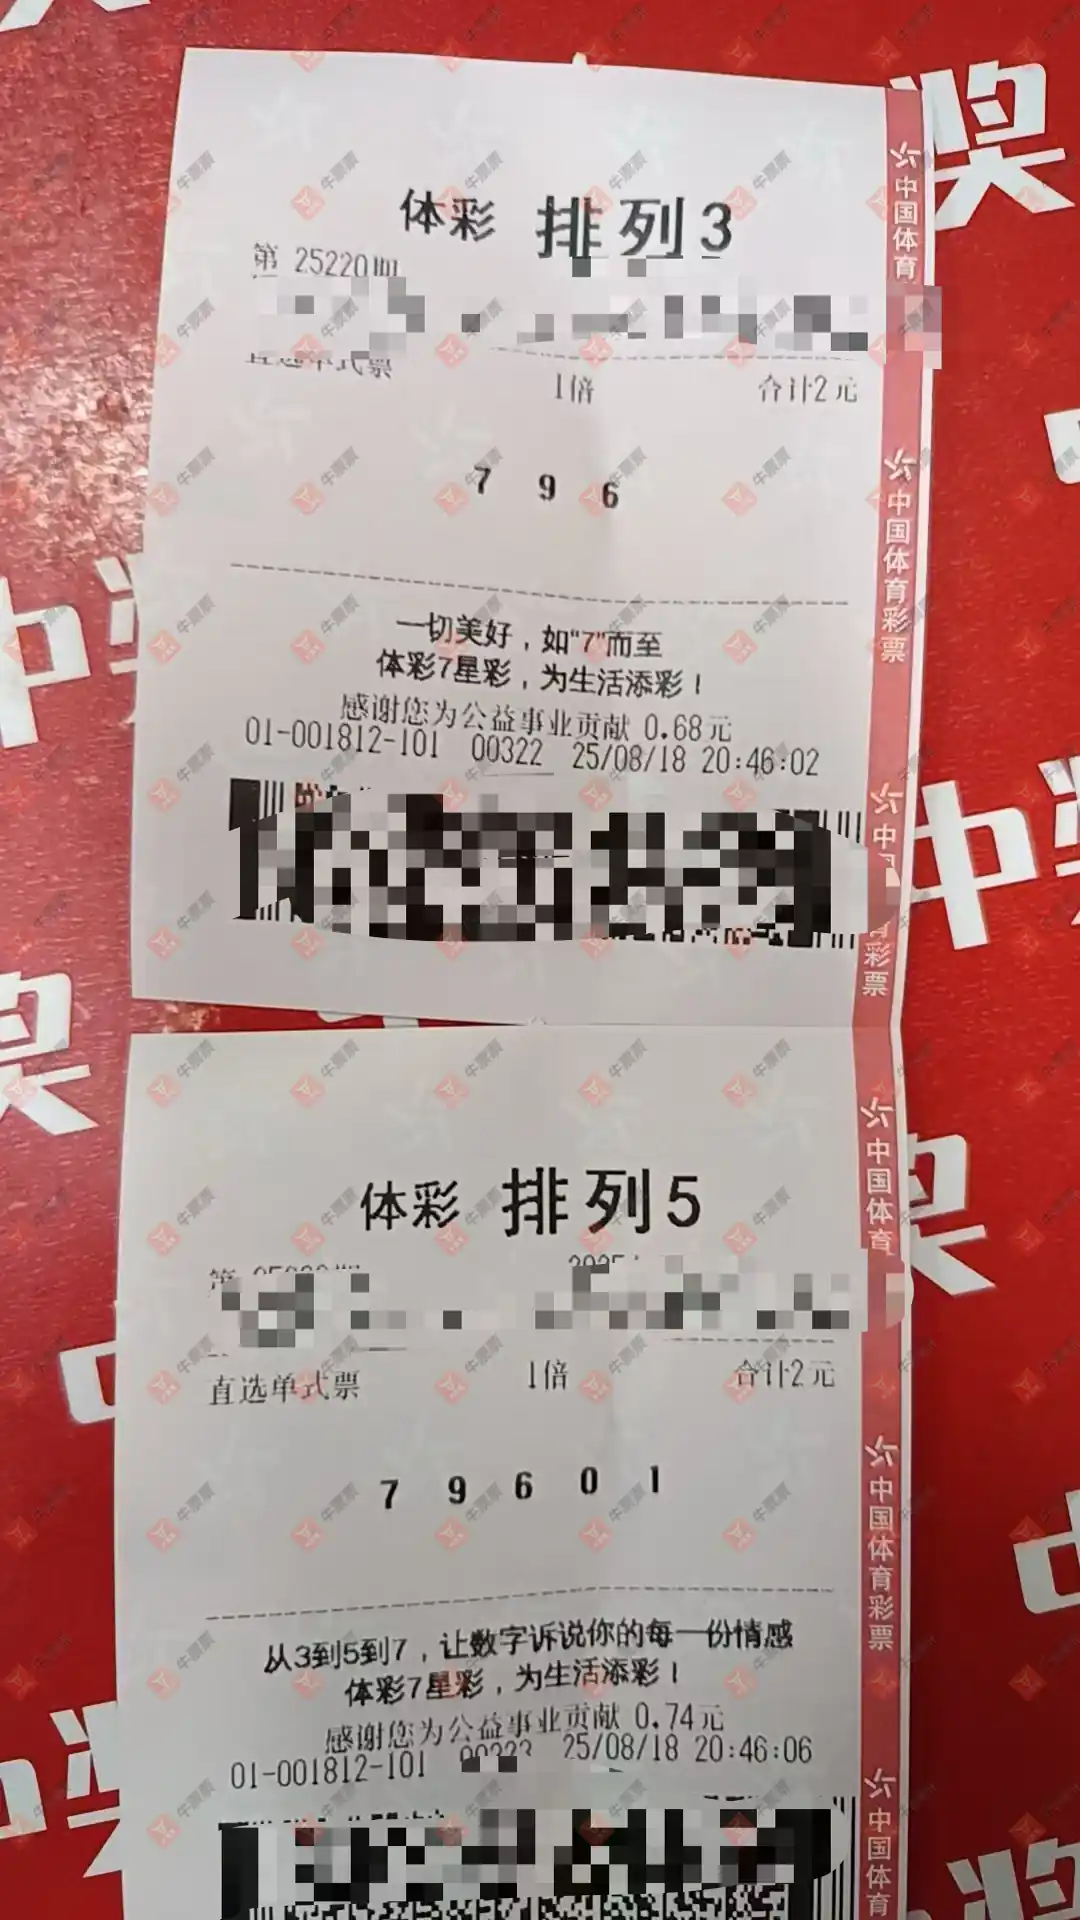 体彩 排列3
第 25220期
直选单式票 1倍 合计2元
7 9 6
一切美好，如“7”而至
体彩7星彩，为生活添彩！
感谢您为公益事业贡献 0.68元
01-001812-101 00322 25/08/18 20:46:02
中国体育
中国体育彩票
彩票
体彩 排列5
直选单式票 1倍 合计2元
7 9 6 0 1
从3到5到7，让数字诉说你的每一份情感
体彩7星彩，为生活添彩！
感谢您为公益事业贡献 0.74元
01-001812-101 25/08/18 20:46:06
中国体育
中国体育彩票
中国体育
奖
中
奖
中奖
牛票票